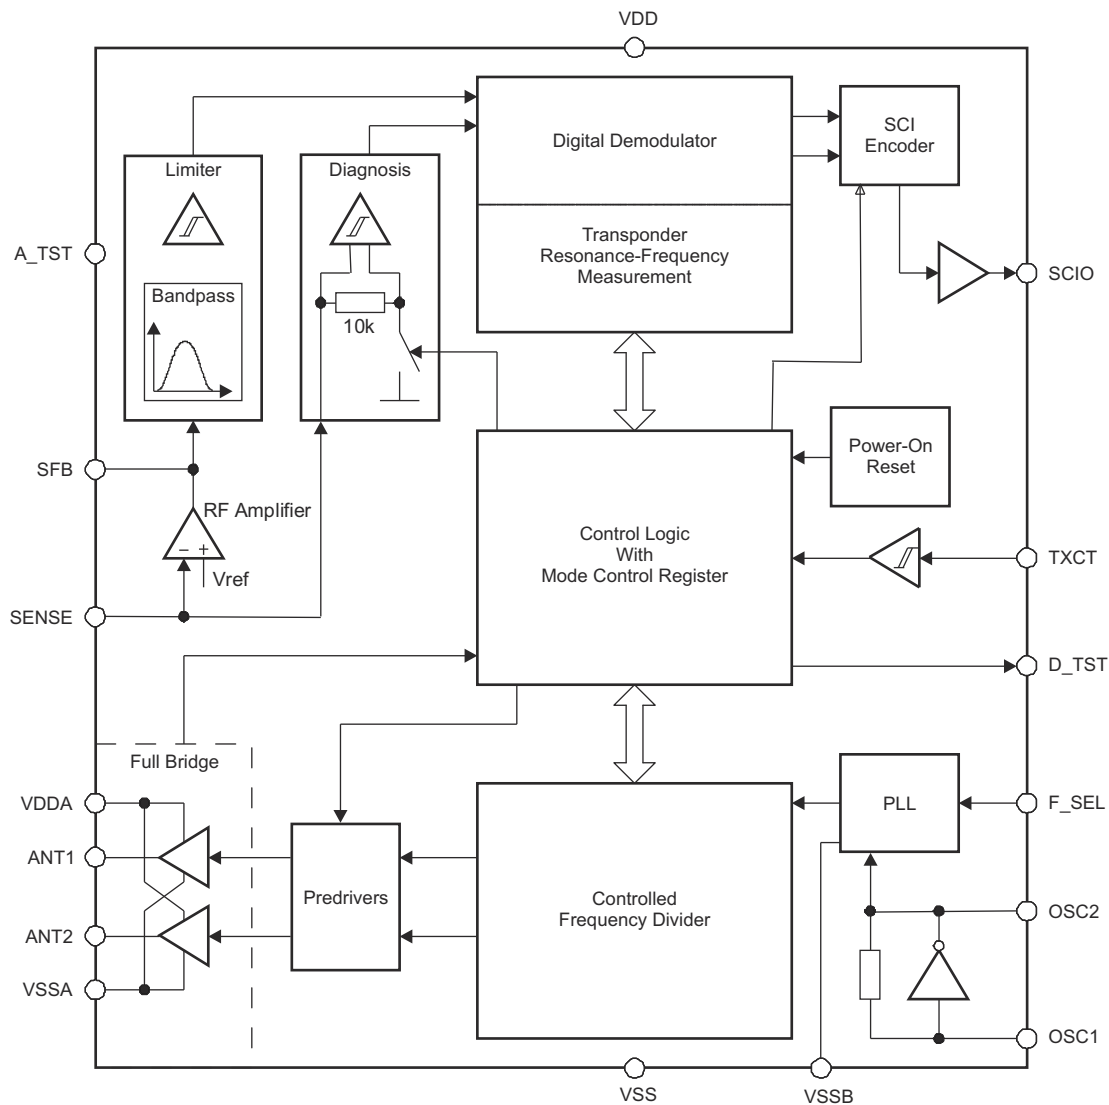 VDD
Digital Demodulator
SCI
Encoder
Limiter
Diagnosis
A_TST
Transponder
Resonance-Frequency
Measurement
SCIO
Bandpass
10k
Power-On
Reset
SFB
RF Amplifier
Control Logic
With
Mode Control Register
TXCT
– +
Vref
SENSE
D_TST
Full Bridge
VDDA
PLL
F_SEL
ANT1
Predrivers
Controlled
Frequency Divider
OSC2
ANT2
VSSA
OSC1
VSS
VSSB